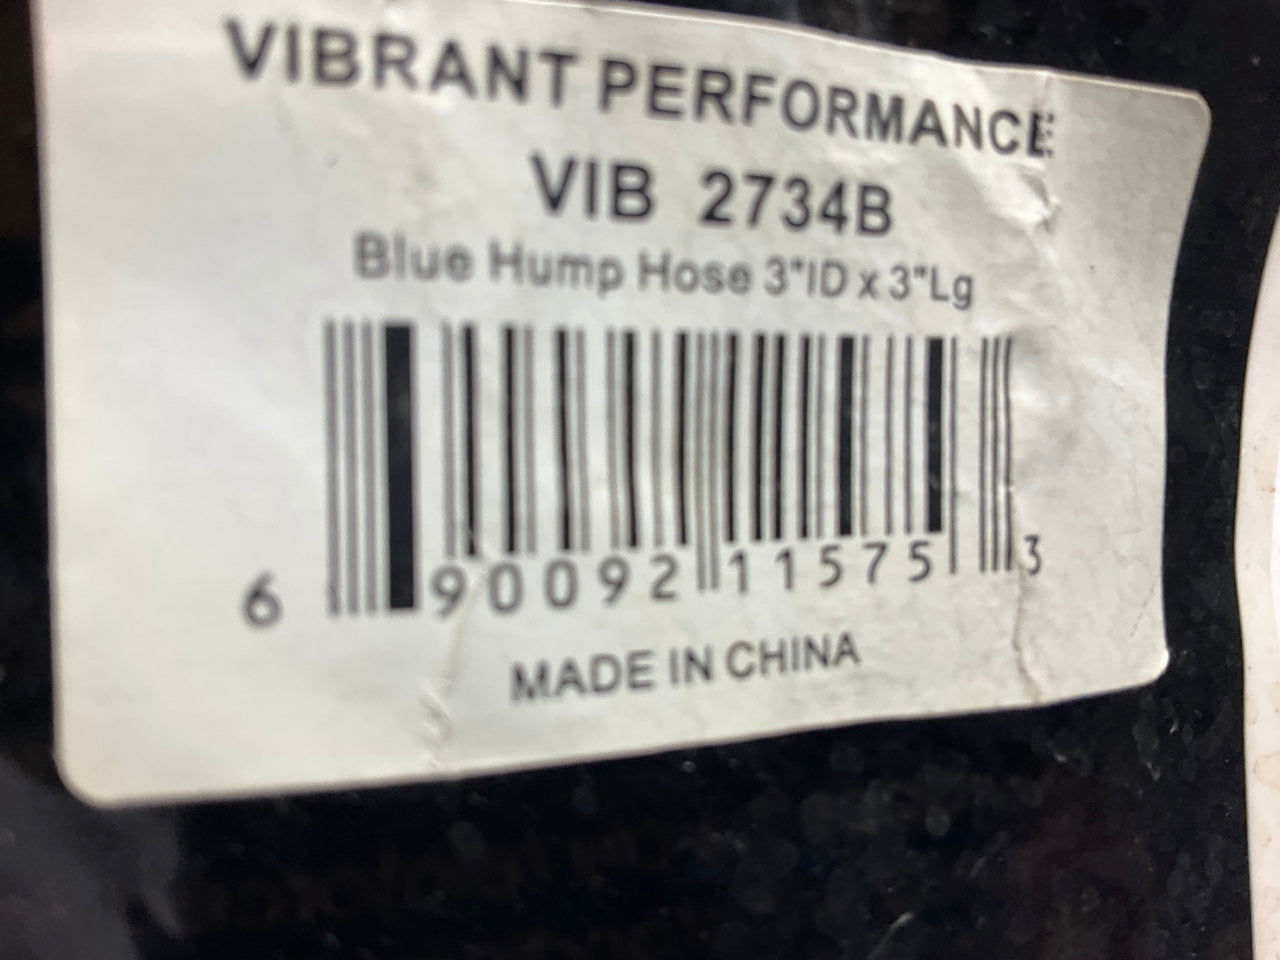 VIBRANT PERFORMANCE
VIB 2734B
Blue Hump Hose 3"ID x 3"Lg
6 90092 11575 3
MADE IN CHINA